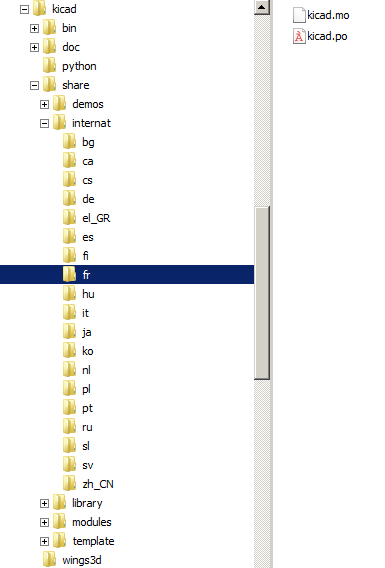 kicad
bin
doc
python
share
demos
internat
bg
ca
cs
de
el_GR
es
fi
fr
hu
it
ja
ko
nl
pl
pt
ru
sl
sv
zh_CN
library
modules
template
wings3d
kicad.mo
kicad.po